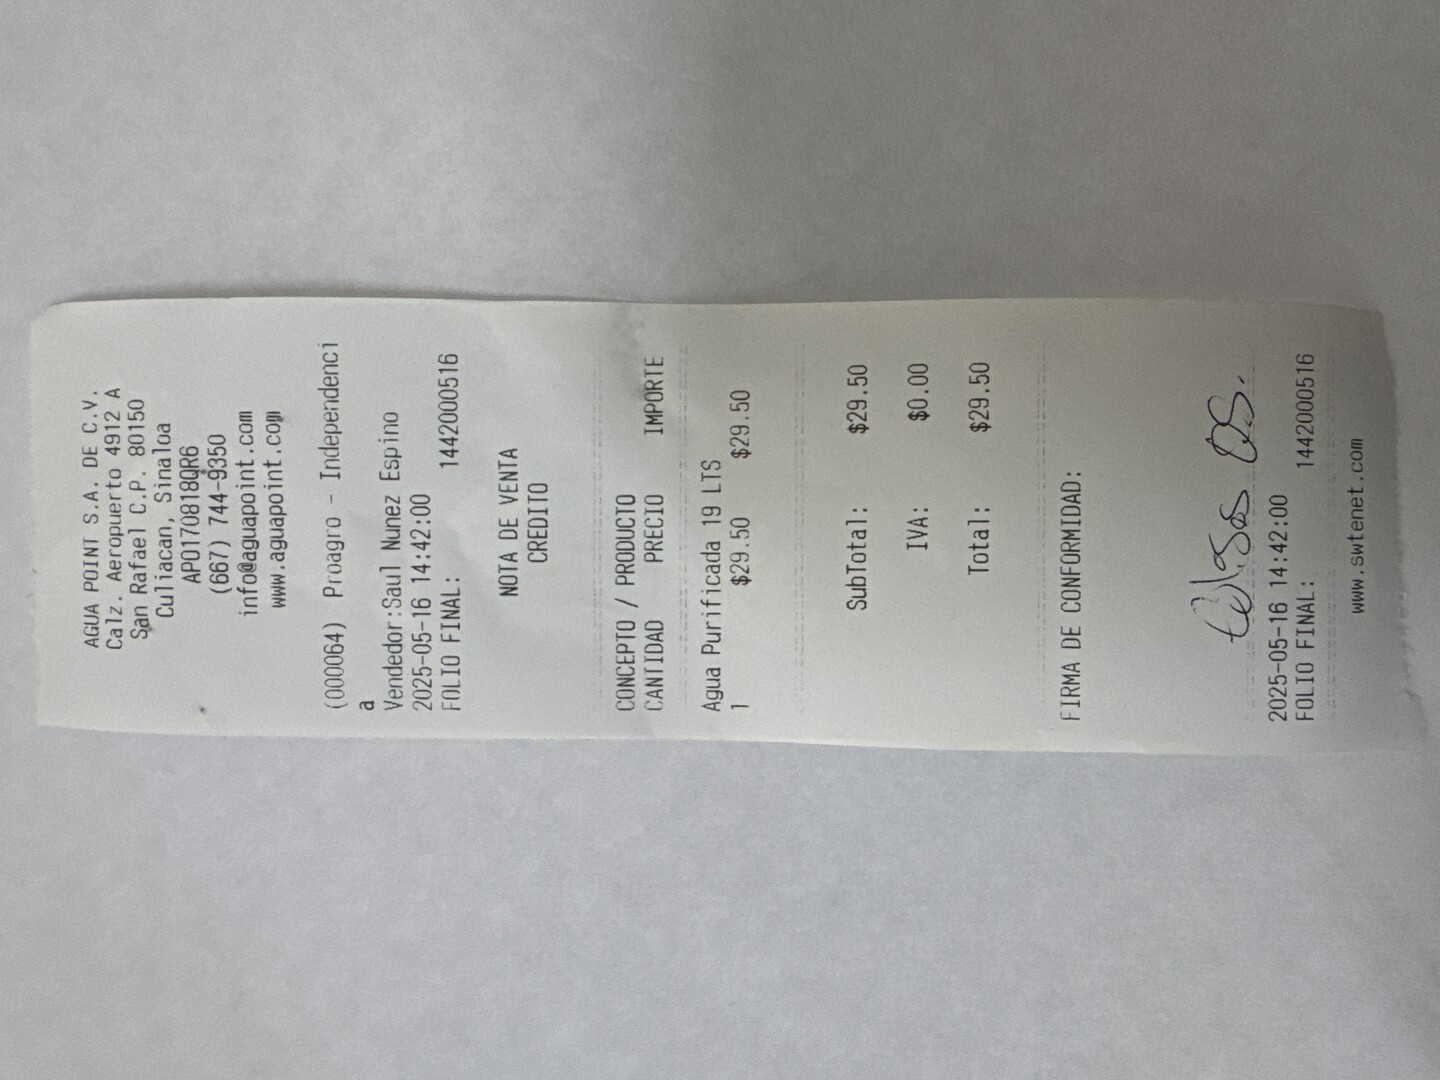 AGUA POINT S.A. DE C.V.
Calz. Aeropuerto 4912 A
San Rafael C.P. 80150
Culiacan, Sinaloa
APO170818QR6
(667) 744-9350
info@aguapoint.com
www.aguapoint.com
(000064) Proagro - Independenci
a
Vendedor:Saul Nunez Espino
2025-05-16 14:42:00
FOLIO FINAL: 1442000516
NOTA DE VENTA
CREDITO
CONCEPTO / PRODUCTO
CANTIDAD PRECIO IMPORTE
Agua Purificada 19 LTS
1 $29.50 $29.50
SubTotal: $29.50
IVA: $0.00
Total: $29.50
FIRMA DE CONFORMIDAD:
2025-05-16 14:42:00
FOLIO FINAL: 1442000516
www.swtenet.com